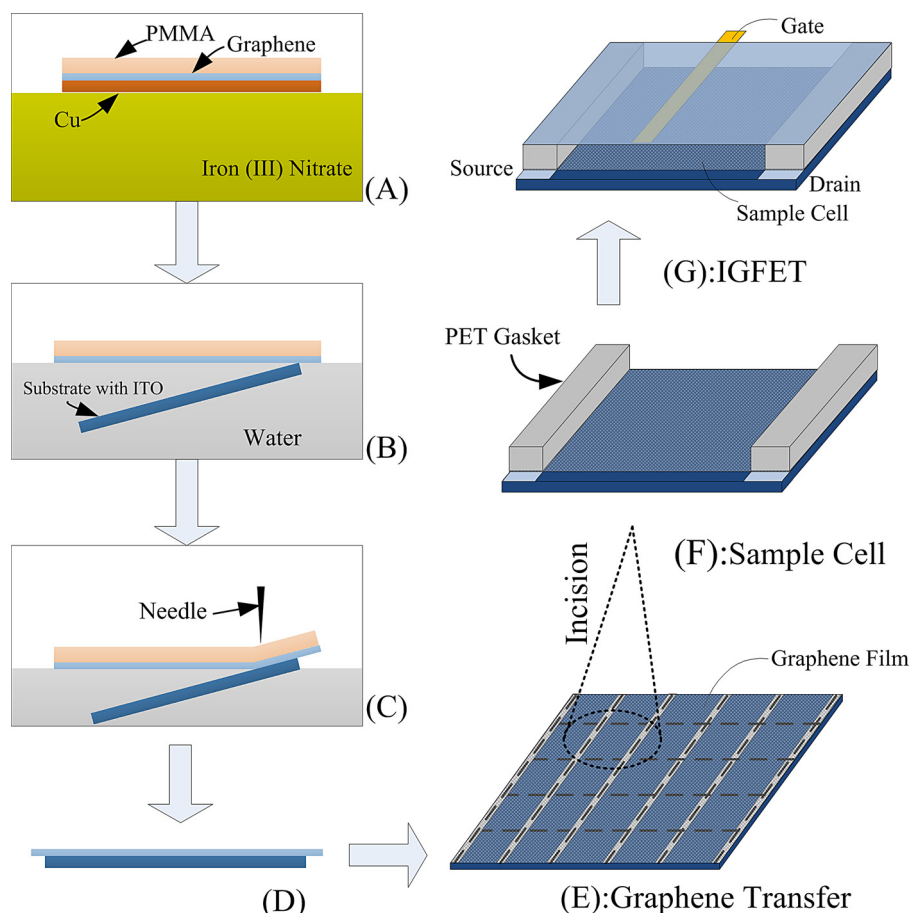 PMMA
Graphene
Cu
Iron (III) Nitrate
(A)
Substrate with ITO
Water
(B)
Needle
(C)
(D)
Graphene Film
(E):Graphene Transfer
Incision
PET Gasket
(F):Sample Cell
Gate
Source
Drain
Sample Cell
(G):IGFET